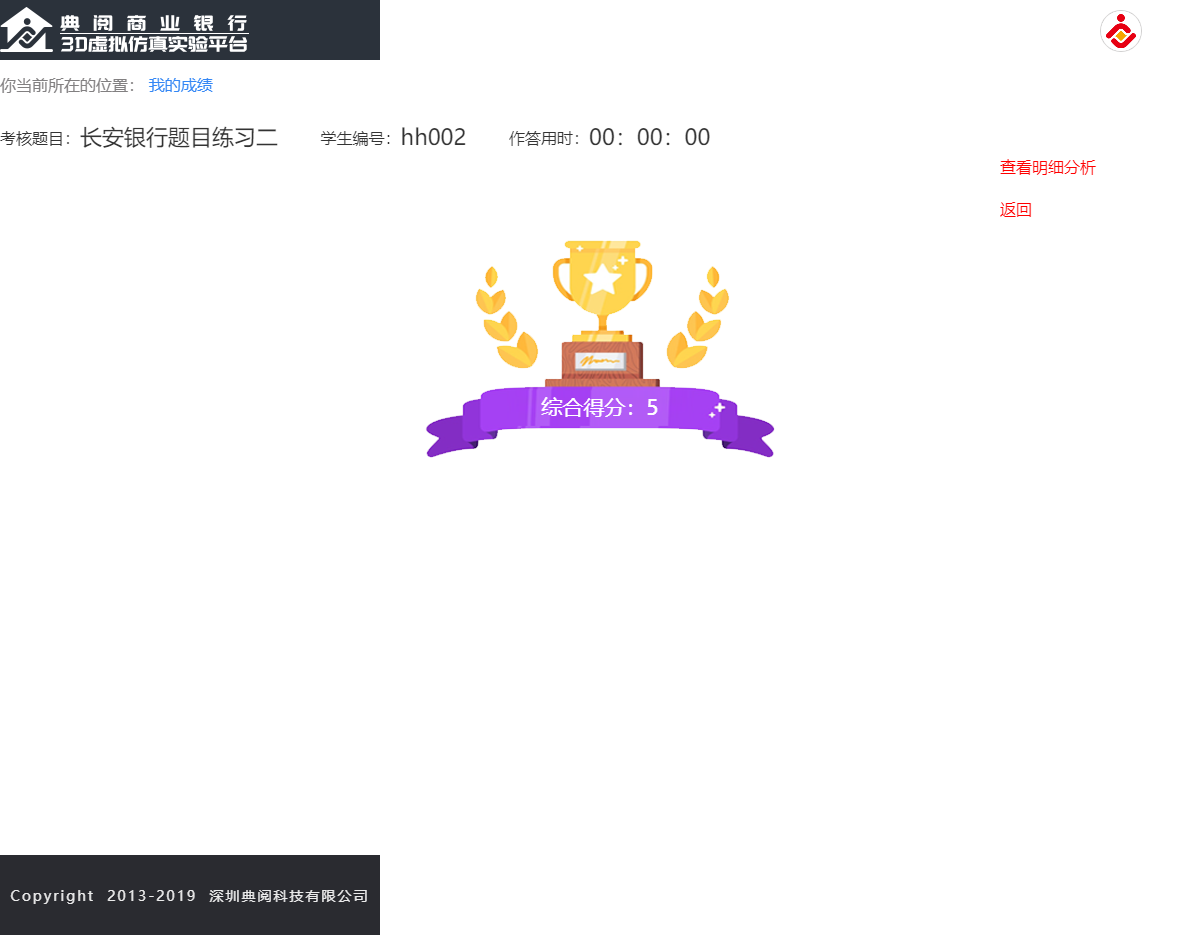 典阅商业银行
3D虚拟仿真实验平台
你当前所在的位置： 我的成绩
考核题目：长安银行题目练习二 学生编号：hh002 作答用时：00：00：00
查看明细分析
返回
综合得分：5
Copyright 2013-2019 深圳典阅科技有限公司